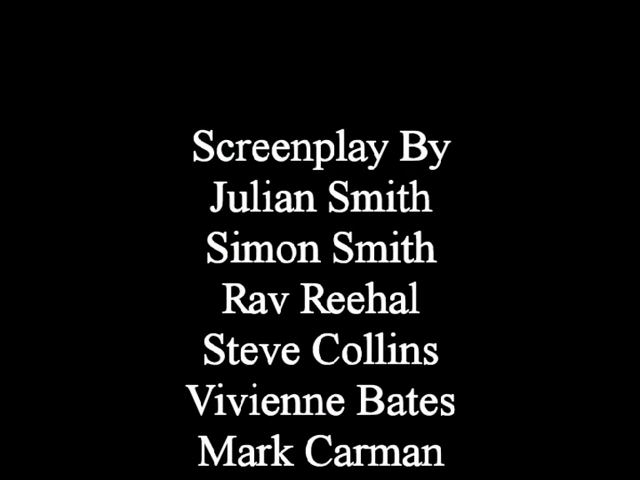 Screenplay By
Julian Smith
Simon Smith
Rav Reehal
Steve Collins
Vivienne Bates
Mark Carman